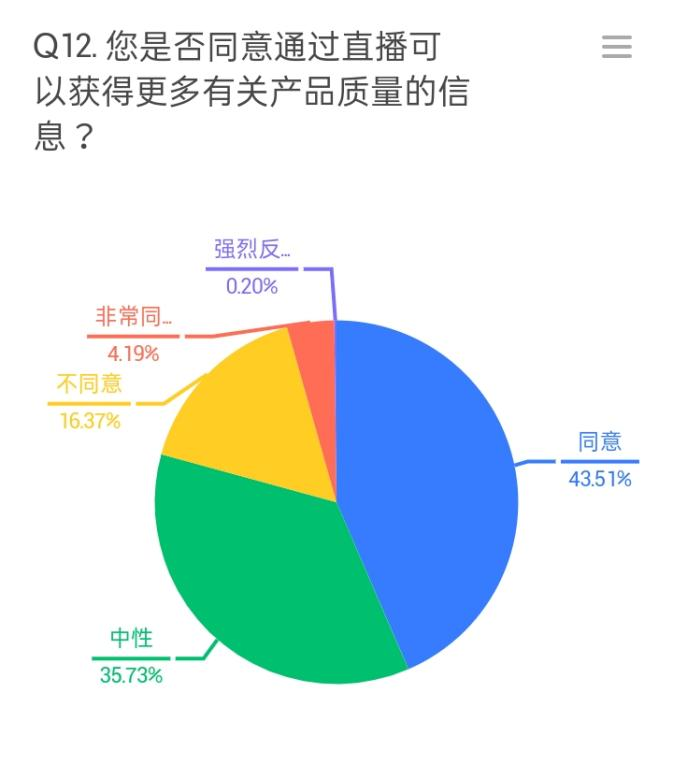 Q12. 您是否同意通过直播可
以获得更多有关产品质量的信
息？
强烈反...
0.20%
非常同...
4.19%
不同意
16.37%
同意
43.51%
中性
35.73%